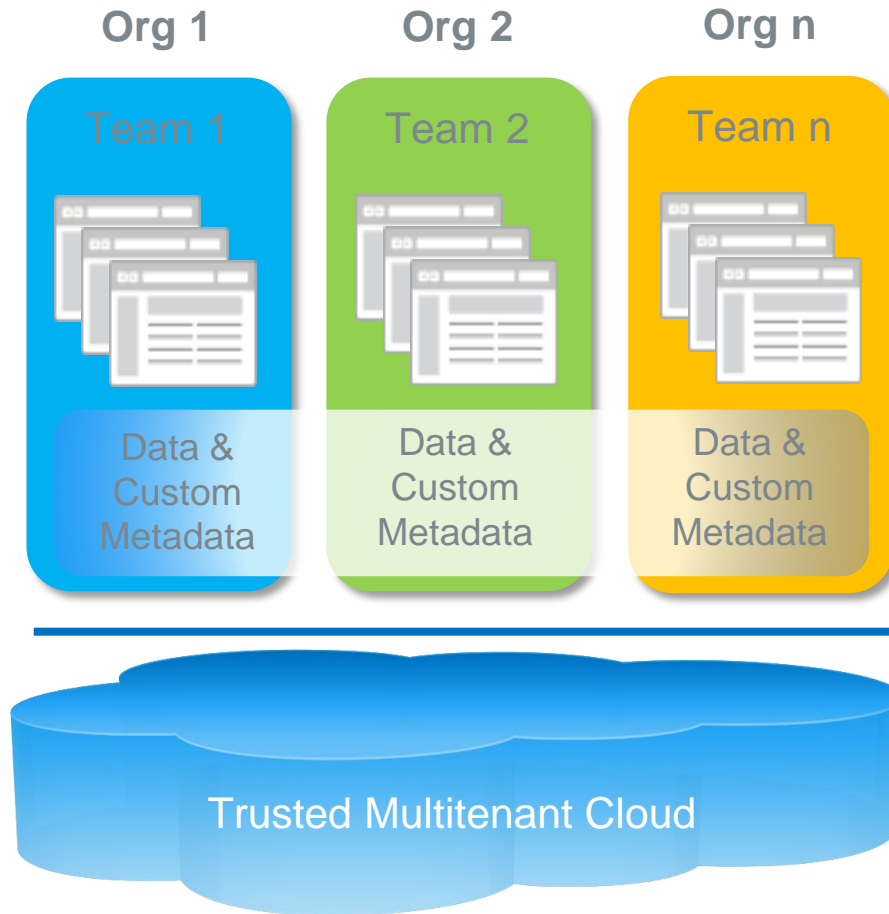 Org 1
Org 2
Org n
Team 1
Team 2
Team n
Data &
Custom
Metadata
Data &
Custom
Metadata
Data &
Custom
Metadata
Trusted Multitenant Cloud